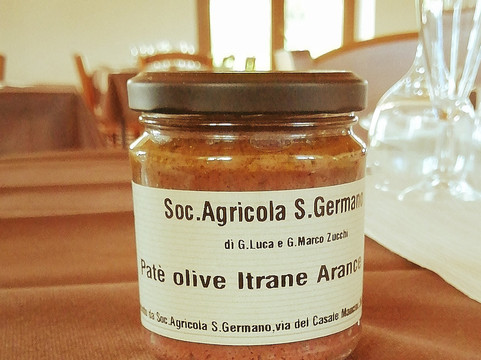 Soc.Agricola S.Germano
di G.Luca e G.Marco Zucchi
Patè olive Itrane Aranc
da Soc.Agricola S.Germano,via del Casale